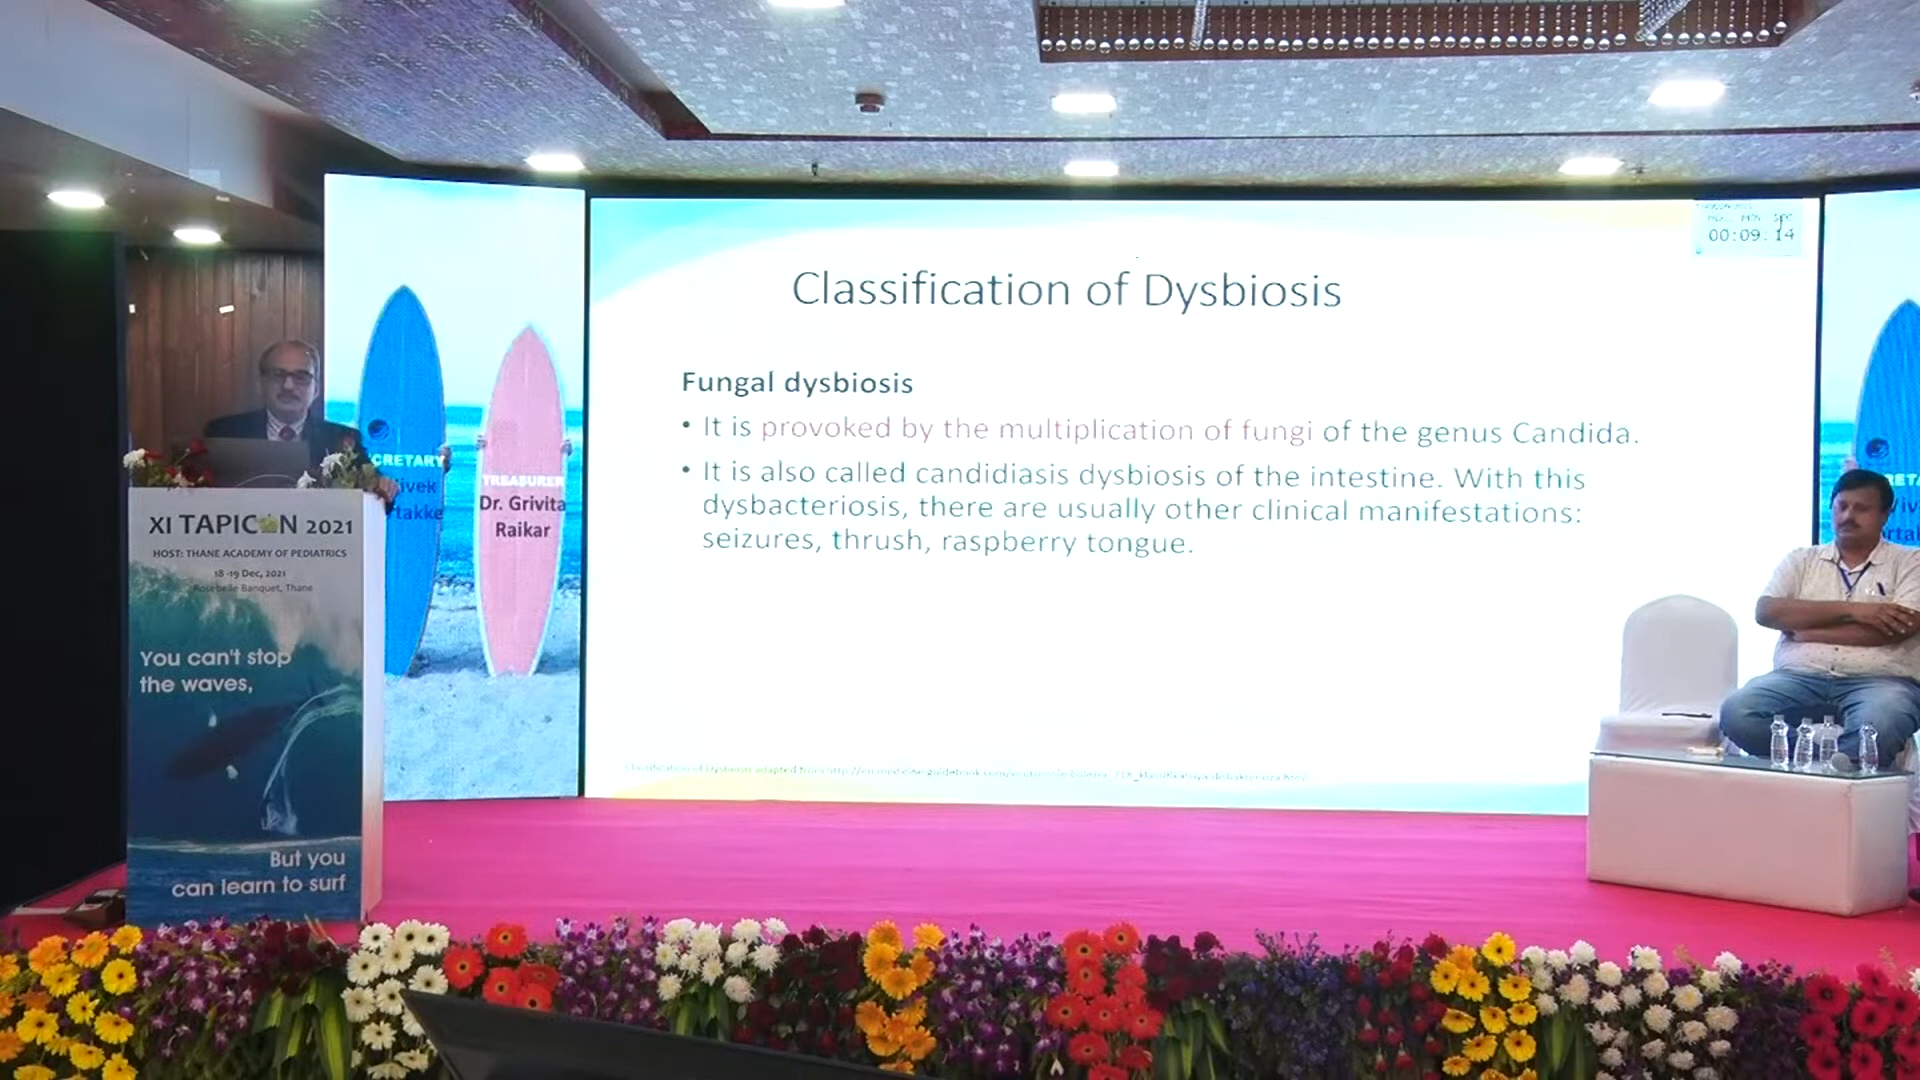 00:09:14
Classification of Dysbiosis
Fungal dysbiosis
• It is provoked by the multiplication of fungi of the genus Candida.
• It is also called candidiasis dysbiosis of the intestine. With this
dysbacteriosis, there are usually other clinical manifestations:
seizures, thrush, raspberry tongue.
TREASURER
Dr. Grivita
Raikar
XI TAPICON 2021
HOST: THANE ACADEMY OF PEDIATRICS
18 -19 Dec, 2021
Rosebelle Banquet, Thane
You can't stop
the waves,
But you
can learn to surf